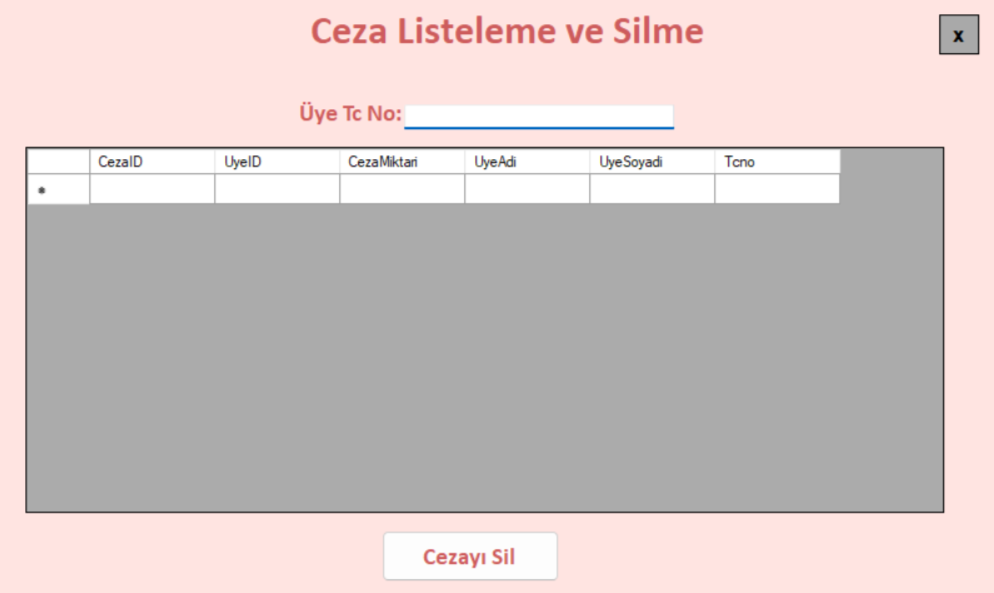 Ceza Listeleme ve Silme
x
Üye Tc No:
CezaID UyeID CezaMiktari UyeAdi UyeSoyadi Tcno
*
Cezayı Sil